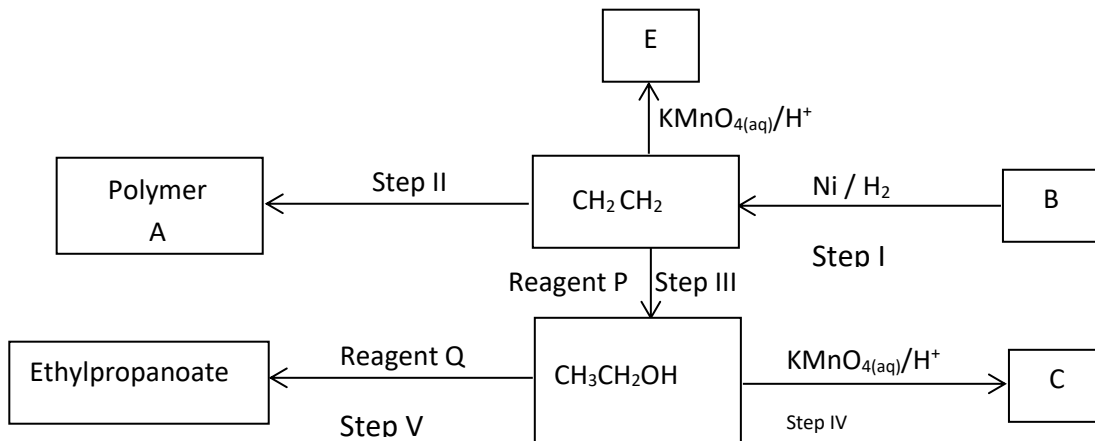 E
KMnO₄(aq)/H⁺
Polymer
A
Step II
CH₂ CH₂
Ni / H₂
B
Step I
Reagent P
Step III
Ethylpropanoate
Reagent Q
Step V
CH₃CH₂OH
KMnO₄(aq)/H⁺
Step IV
C